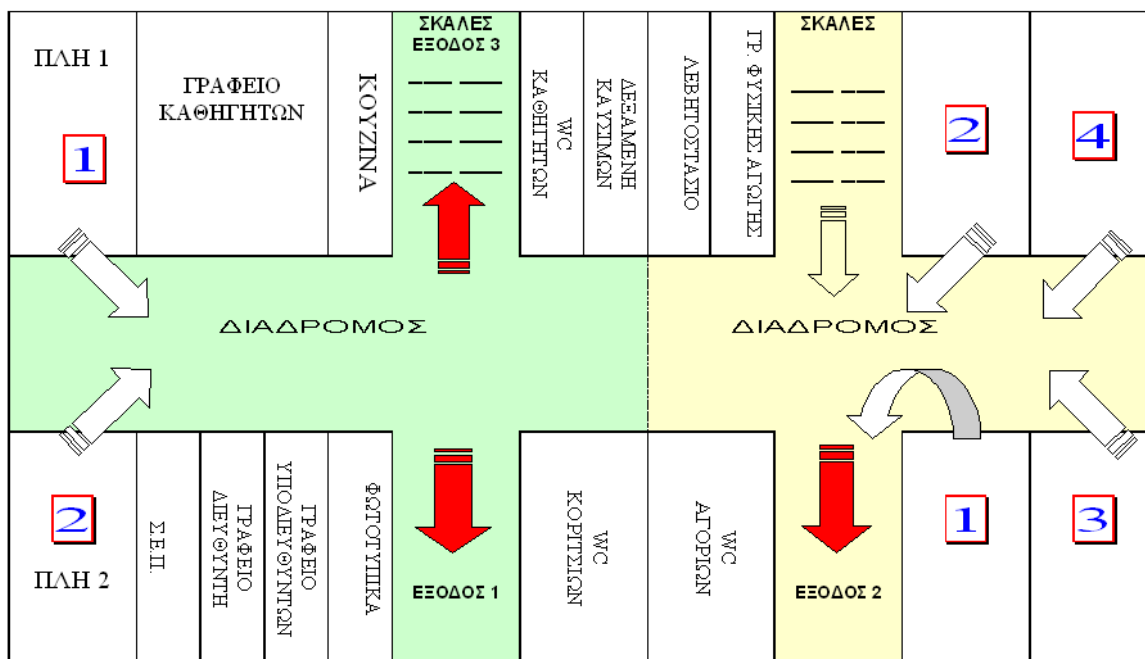 ΠΛΗ 1
1
ΓΡΑΦΕΙΟ
ΚΑΘΗΓΗΤΩΝ
ΚΟΥΖΙΝΑ
ΣΚΑΛΕΣ
ΕΞΟΔΟΣ 3
WC
ΚΑΘΗΓΗΤΩΝ
ΔΕΞΑΜΕΝΗ
ΚΑΥΣΙΜΩΝ
ΛΕΒΗΤΟΣΤΑΣΙΟ
ΓΡ. ΦΥΣΙΚΗΣ ΑΓΩΓΗΣ
ΣΚΑΛΕΣ
2
4
ΔΙΑΔΡΟΜΟΣ
ΔΙΑΔΡΟΜΟΣ
2
ΠΛΗ 2
Σ.Ε.Π.
ΓΡΑΦΕΙΟ
ΔΙΕΥΘΥΝΤΗ
ΓΡΑΦΕΙΟ
ΥΠΟΔΙΕΥΘΥΝΤΩΝ
ΦΩΤΟΤΥΠΙΚΑ
ΕΞΟΔΟΣ 1
WC
ΚΟΡΙΤΣΙΩΝ
WC
ΑΓΟΡΙΩΝ
ΕΞΟΔΟΣ 2
1
3